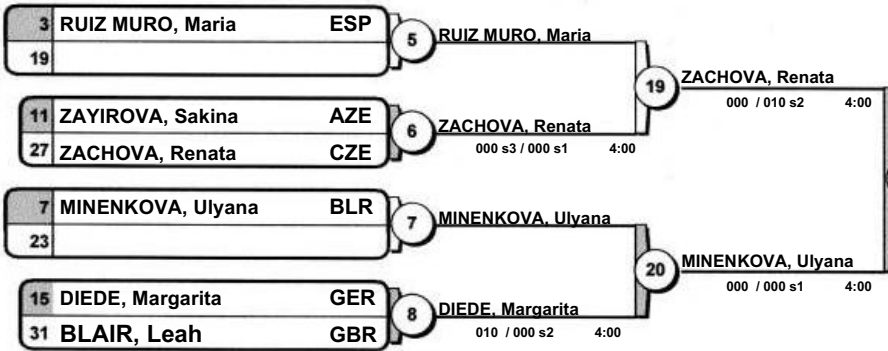 3 RUIZ MURO, Maria ESP
19
5 RUIZ MURO, Maria
11 ZAYIROVA, Sakina AZE
27 ZACHOVA, Renata CZE
6 ZACHOVA, Renata
000 s3 / 000 s1 4:00
19 ZACHOVA, Renata
000 / 010 s2 4:00
7 MINENKOVA, Ulyana BLR
23
7 MINENKOVA, Ulyana
15 DIEDE, Margarita GER
31 BLAIR, Leah GBR
8 DIEDE, Margarita
010 / 000 s2 4:00
20 MINENKOVA, Ulyana
000 / 000 s1 4:00